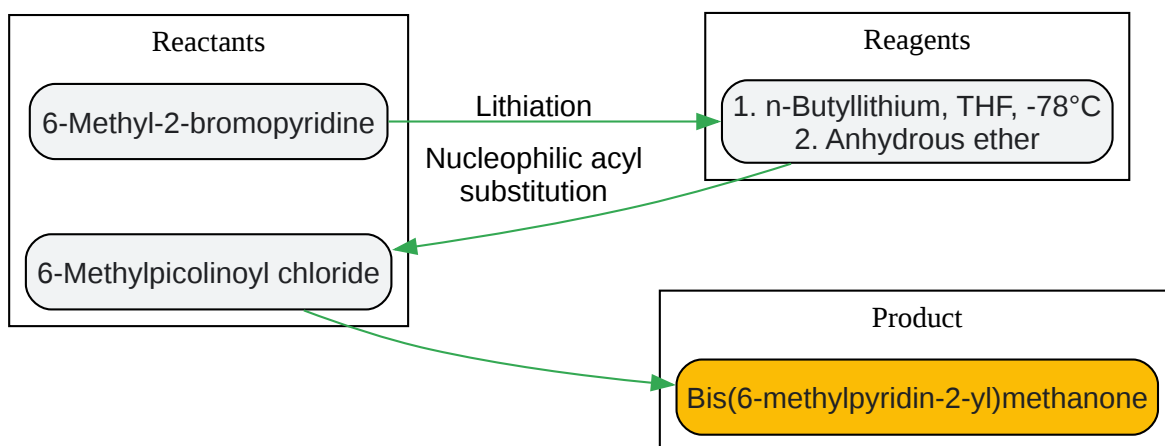 Reactants
6-Methyl-2-bromopyridine
Lithiation
Reagents
1. n-Butyllithium, THF, -78°C
2. Anhydrous ether
Nucleophilic acyl
substitution
6-Methylpicolinoyl chloride
Product
Bis(6-methylpyridin-2-yl)methanone